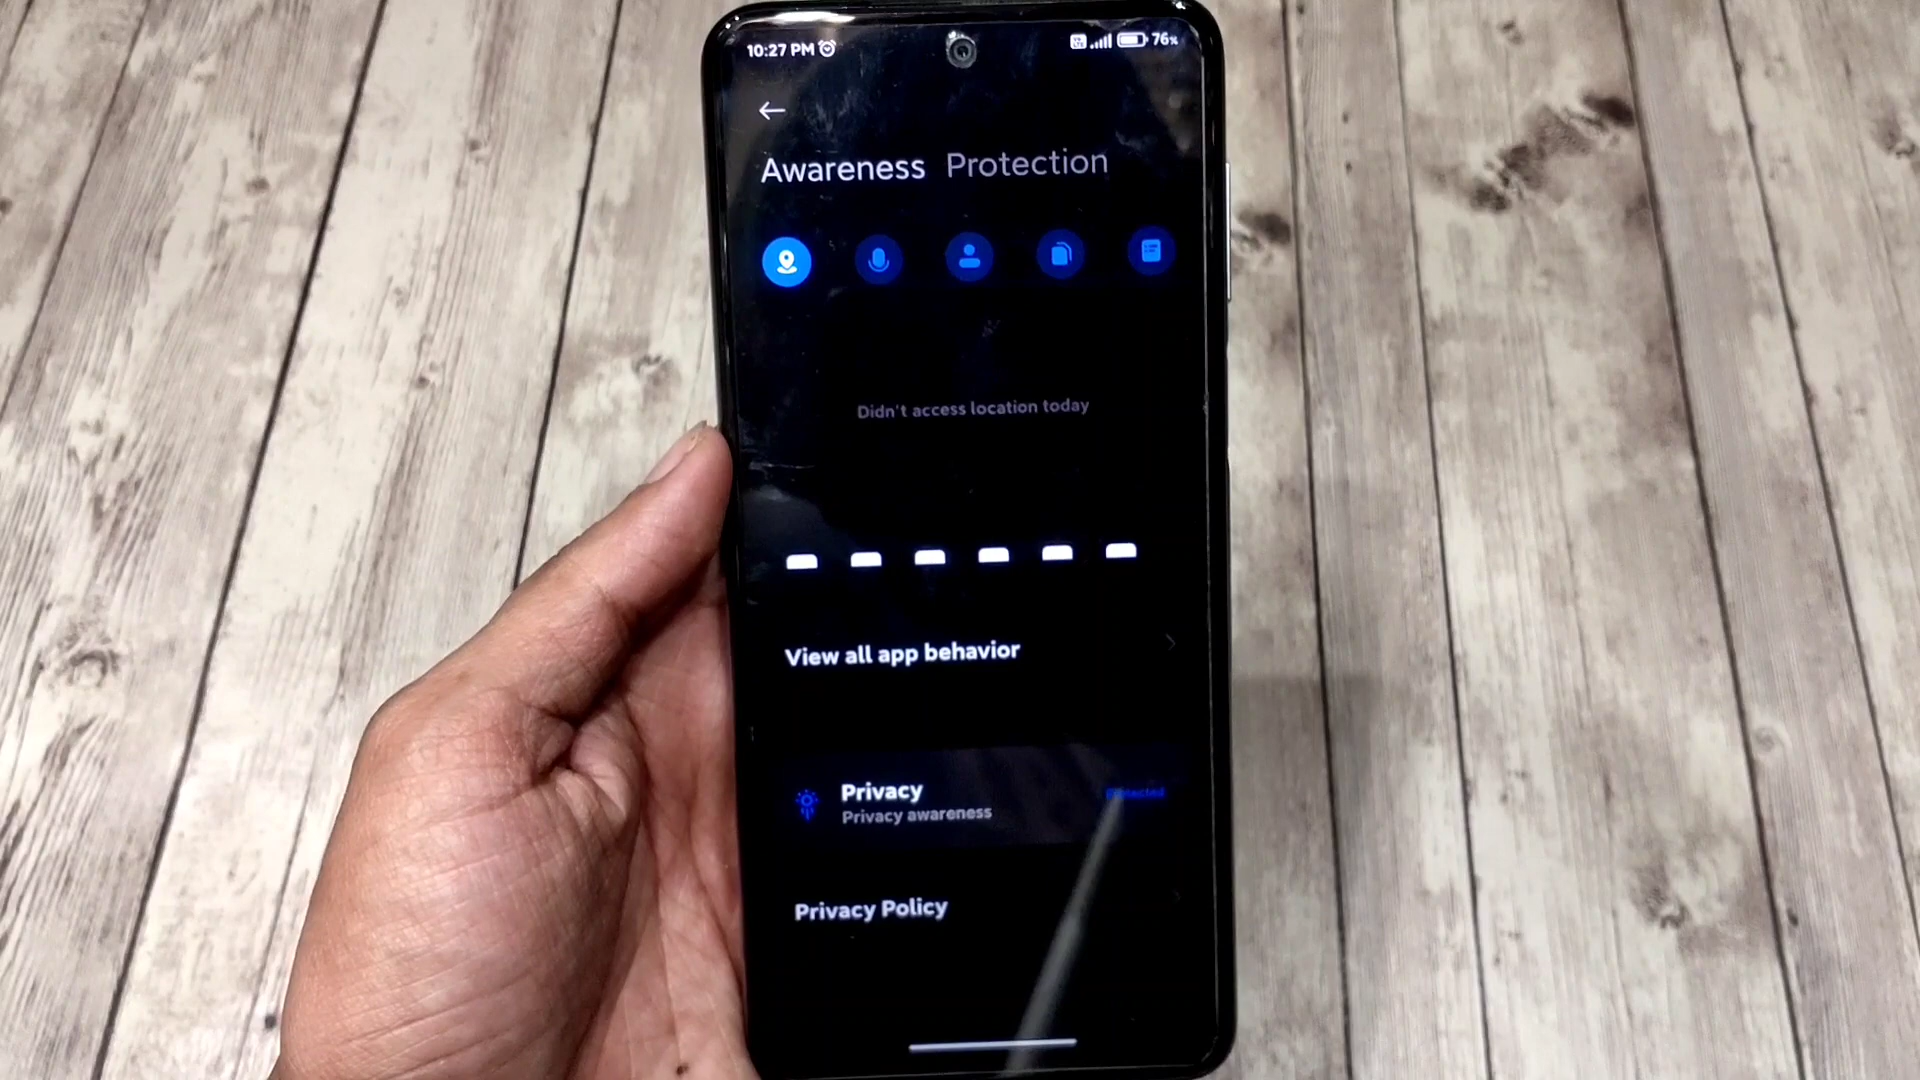 10:27 PM 76%
Awareness Protection
Didn't access location today
View all app behavior
Privacy
Protected
Privacy awareness
Privacy Policy